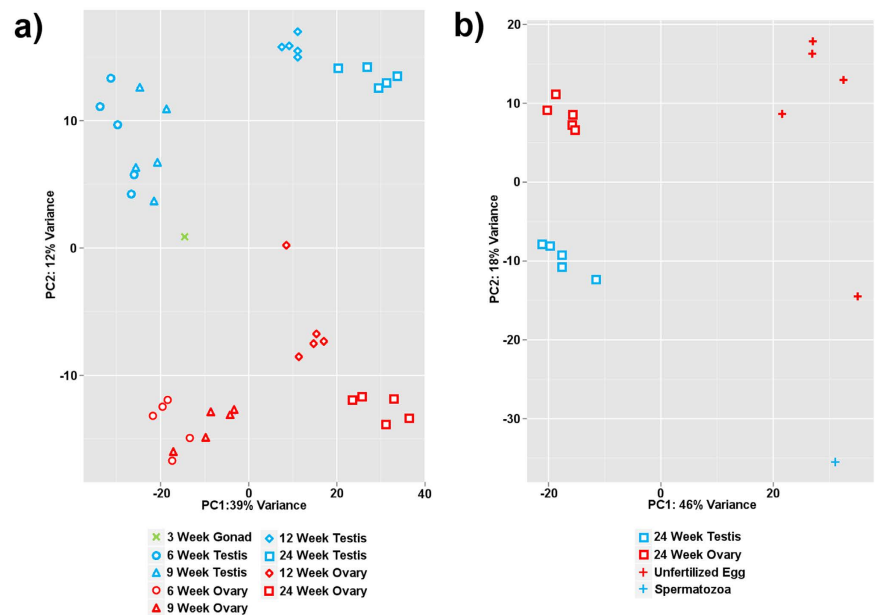 a)
b)
PC2: 12% Variance
10
0
-10
-20
0
20
40
PC1:39% Variance
3 Week Gonad
6 Week Testis
9 Week Testis
6 Week Ovary
9 Week Ovary
12 Week Testis
24 Week Testis
12 Week Ovary
24 Week Ovary
PC2: 18% Variance
20
10
0
-10
-20
-30
-20
0
20
PC1: 46% Variance
24 Week Testis
24 Week Ovary
Unfertilized Egg
Spermatozoa